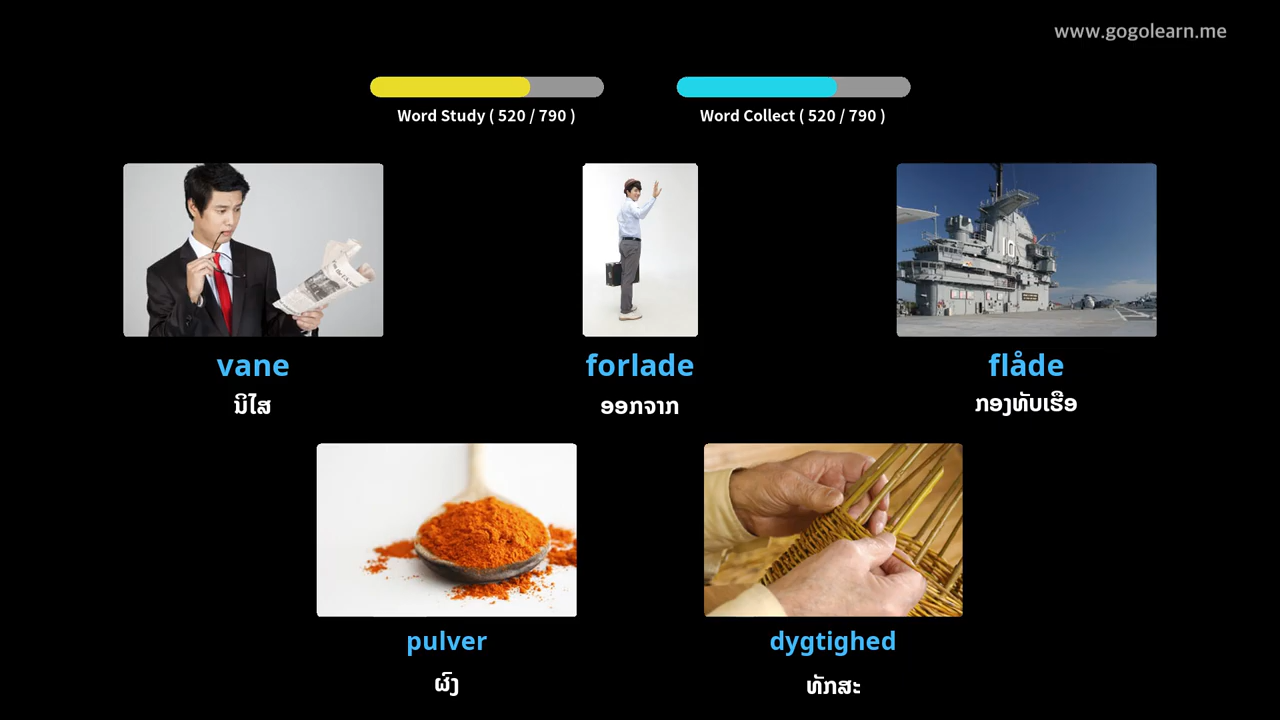 www.gogolearn.me
Word Study ( 520 / 790 )
Word Collect ( 520 / 790 )
vane
ນິໄສ
forlade
ອອກຈາກ
flåde
ກອງທັບເຮືອ
pulver
ຜົງ
dygtighed
ທັກສະ